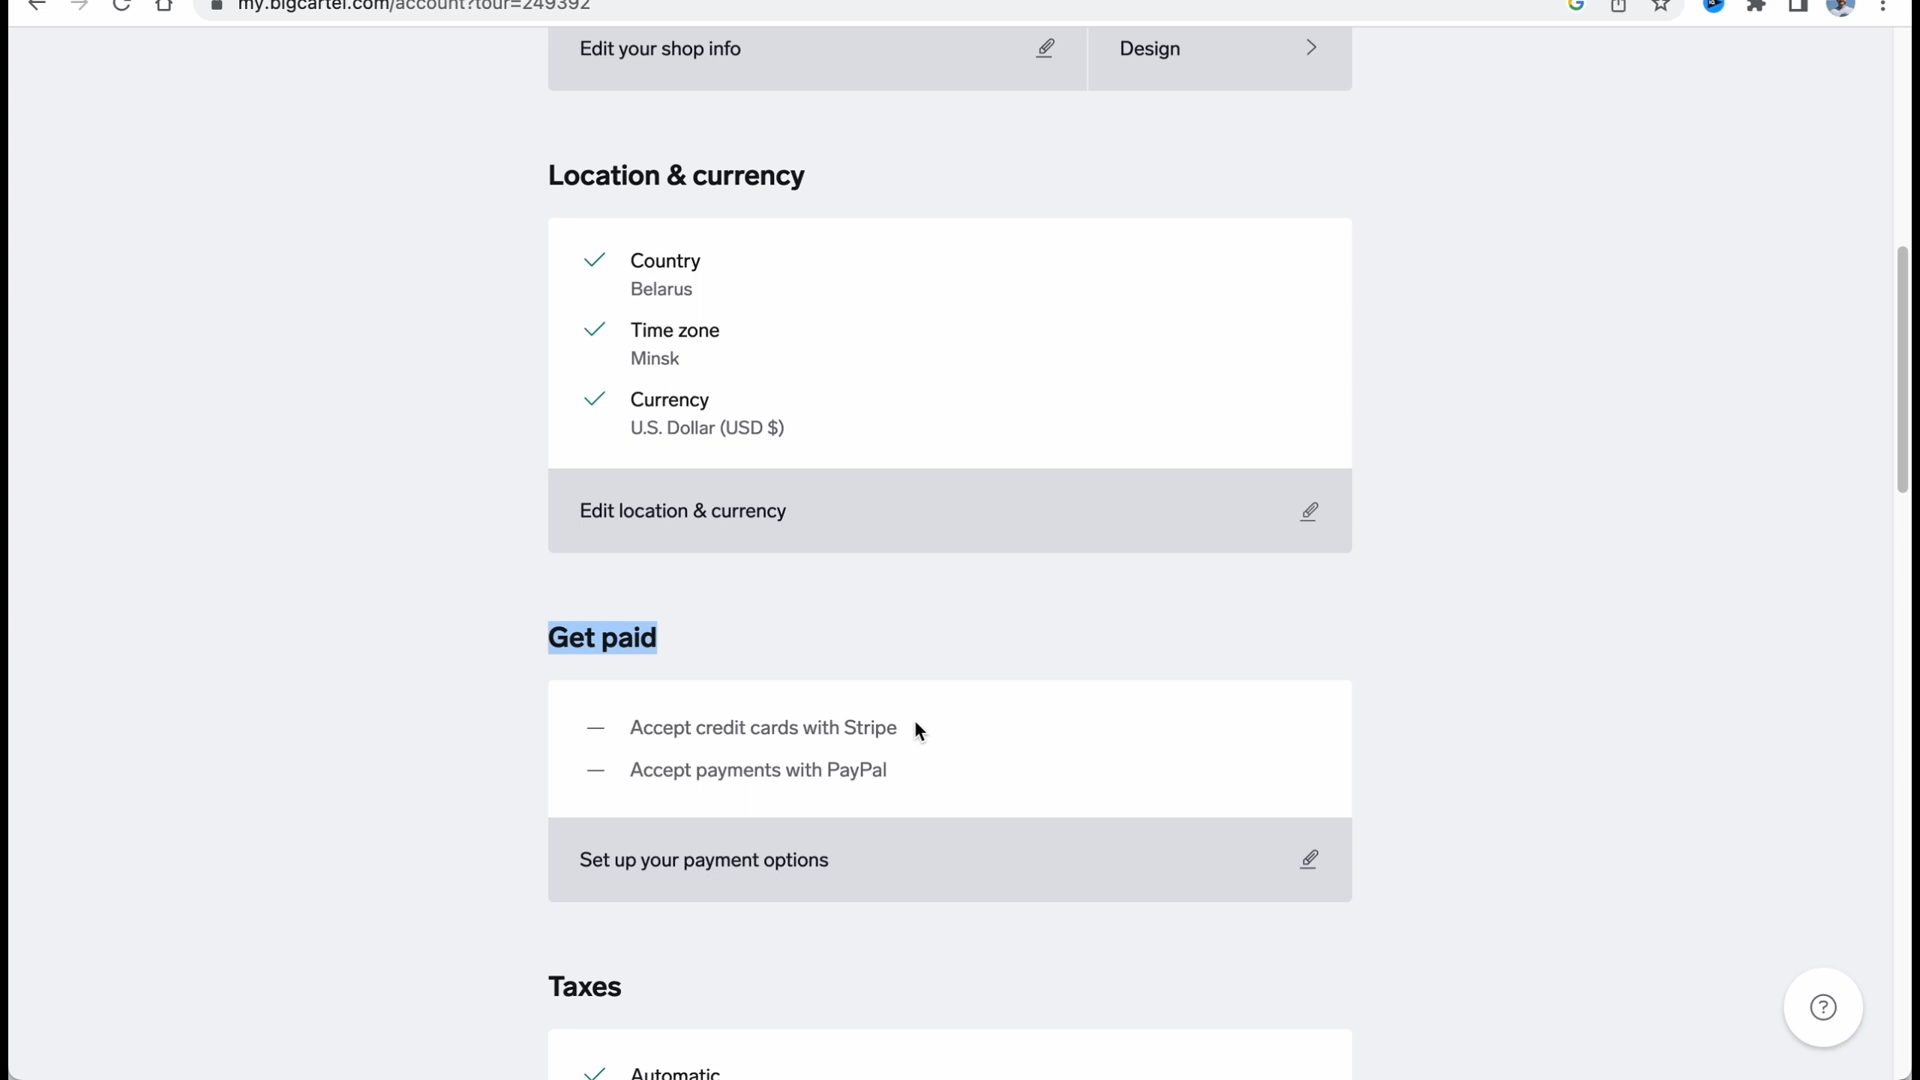 my.bigcartel.com/account?tour=249392
Edit your shop info
Design
Location & currency
Country
Belarus
Time zone
Minsk
Currency
U.S. Dollar (USD $)
Edit location & currency
Get paid
Accept credit cards with Stripe
Accept payments with PayPal
Set up your payment options
Taxes
Automatic